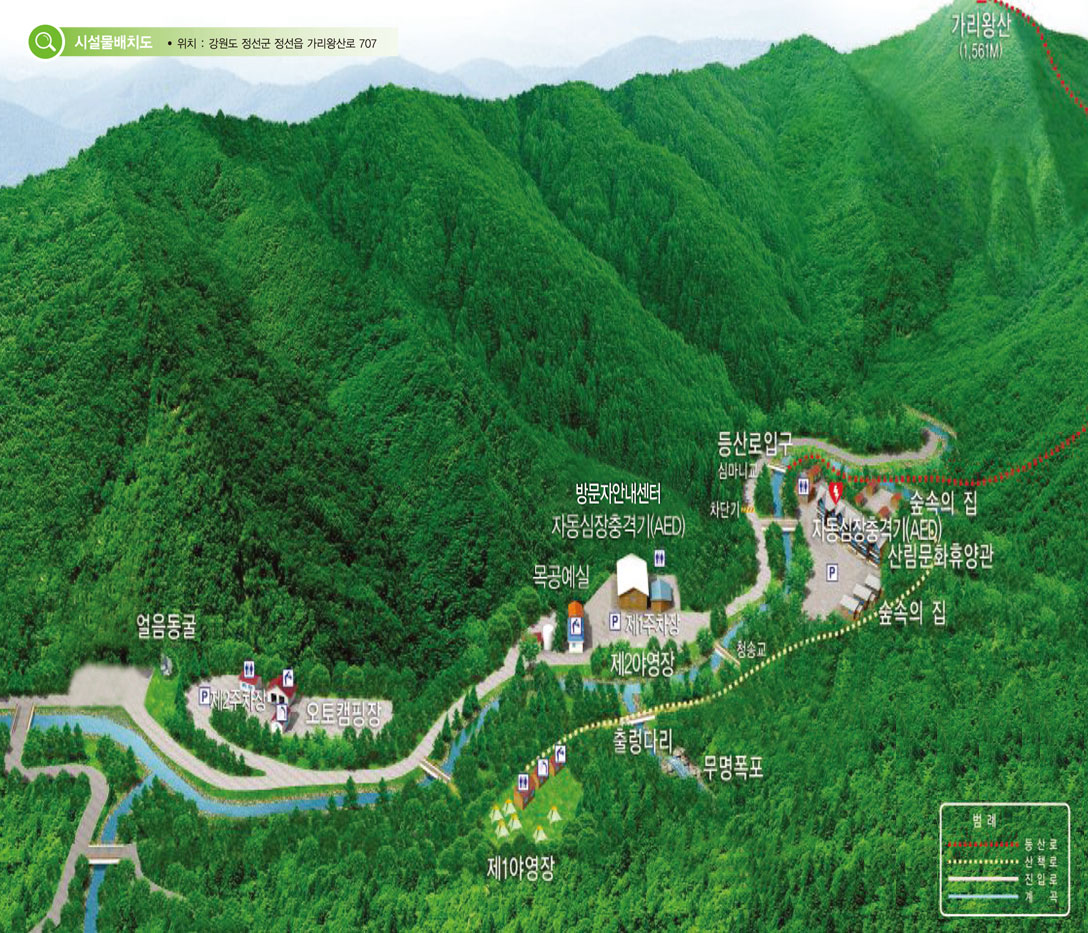 시설물배치도
• 위치 : 강원도 정선군 정선읍 가리왕산로 707
가리왕산
(1,561M)
등산로입구
심마니교
차단기
방문자안내센터
자동심장충격기(AED)
숲속의 집
자동심장충격기(AED)
산림문화휴양관
목공예실
P
P
제1주차장
숲속의 집
얼음동굴
청송교
제2야영장
P
제2주차장
오토캠핑장
출렁다리
무명폭포
제1야영장
범례
등산로
산책로
진입로
계곡